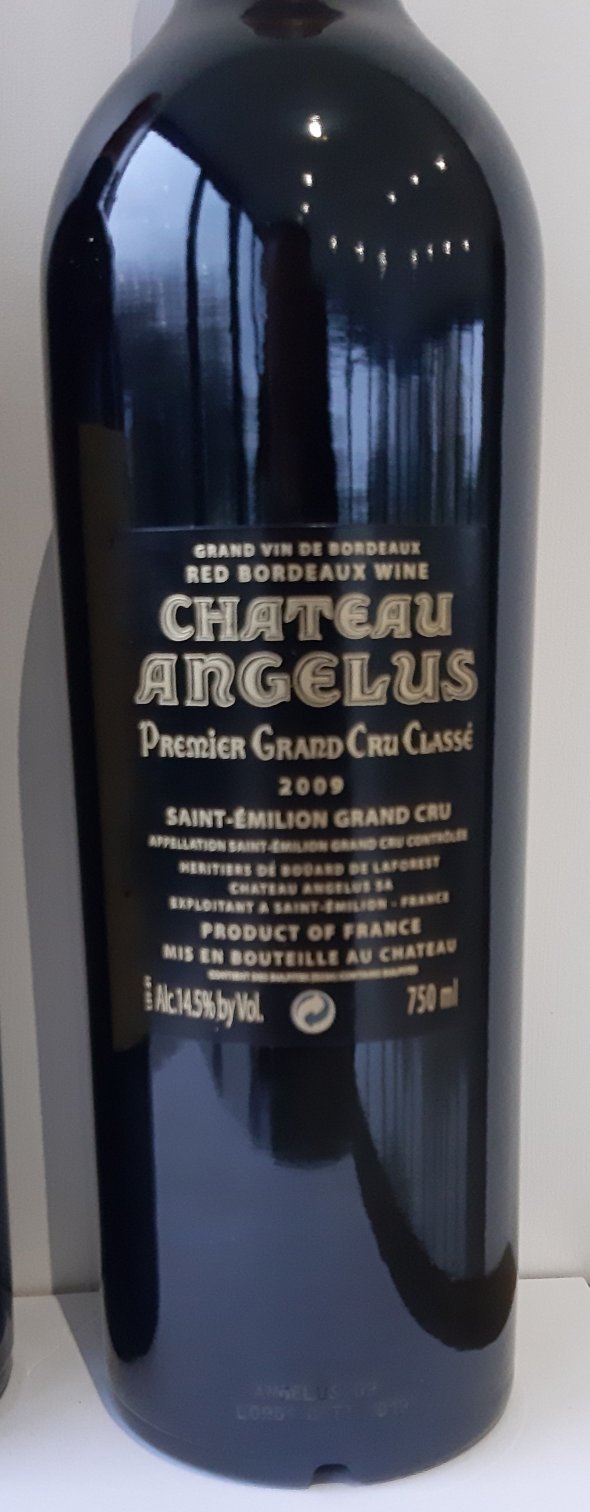 GRAND VIN DE BORDEAUX
RED BORDEAUX WINE
CHATEAU
ANGELUS
PREMIER GRAND CRU CLASSÉ
2009
SAINT-ÉMILION GRAND CRU
APPELLATION SAINT-ÉMILION GRAND CRU CONTRÔLÉE
HERITIERS DE BOUARD DE LAFOREST
CHATEAU ANGELUS SA
EXPLOITANT A SAINT-ÉMILION - FRANCE
PRODUCT OF FRANCE
MIS EN BOUTEILLE AU CHATEAU
Alc.14.5% by Vol. 750 ml
ANGELUS